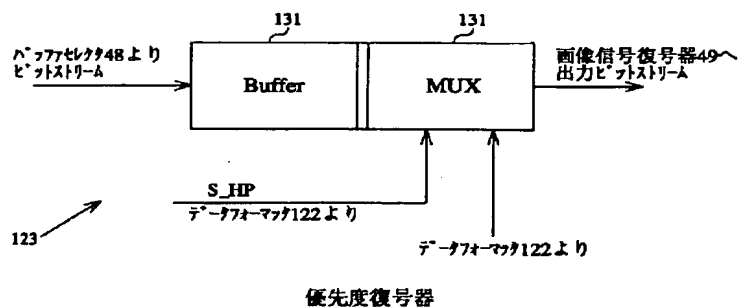 131
131
バッファセレクタ48より
ビットストリーム
Buffer
MUX
画像信号復号器49へ
出力ビットストリーム
S_HP
データフォーマッタ122より
123
データフォーマッタ122より
優先度復号器